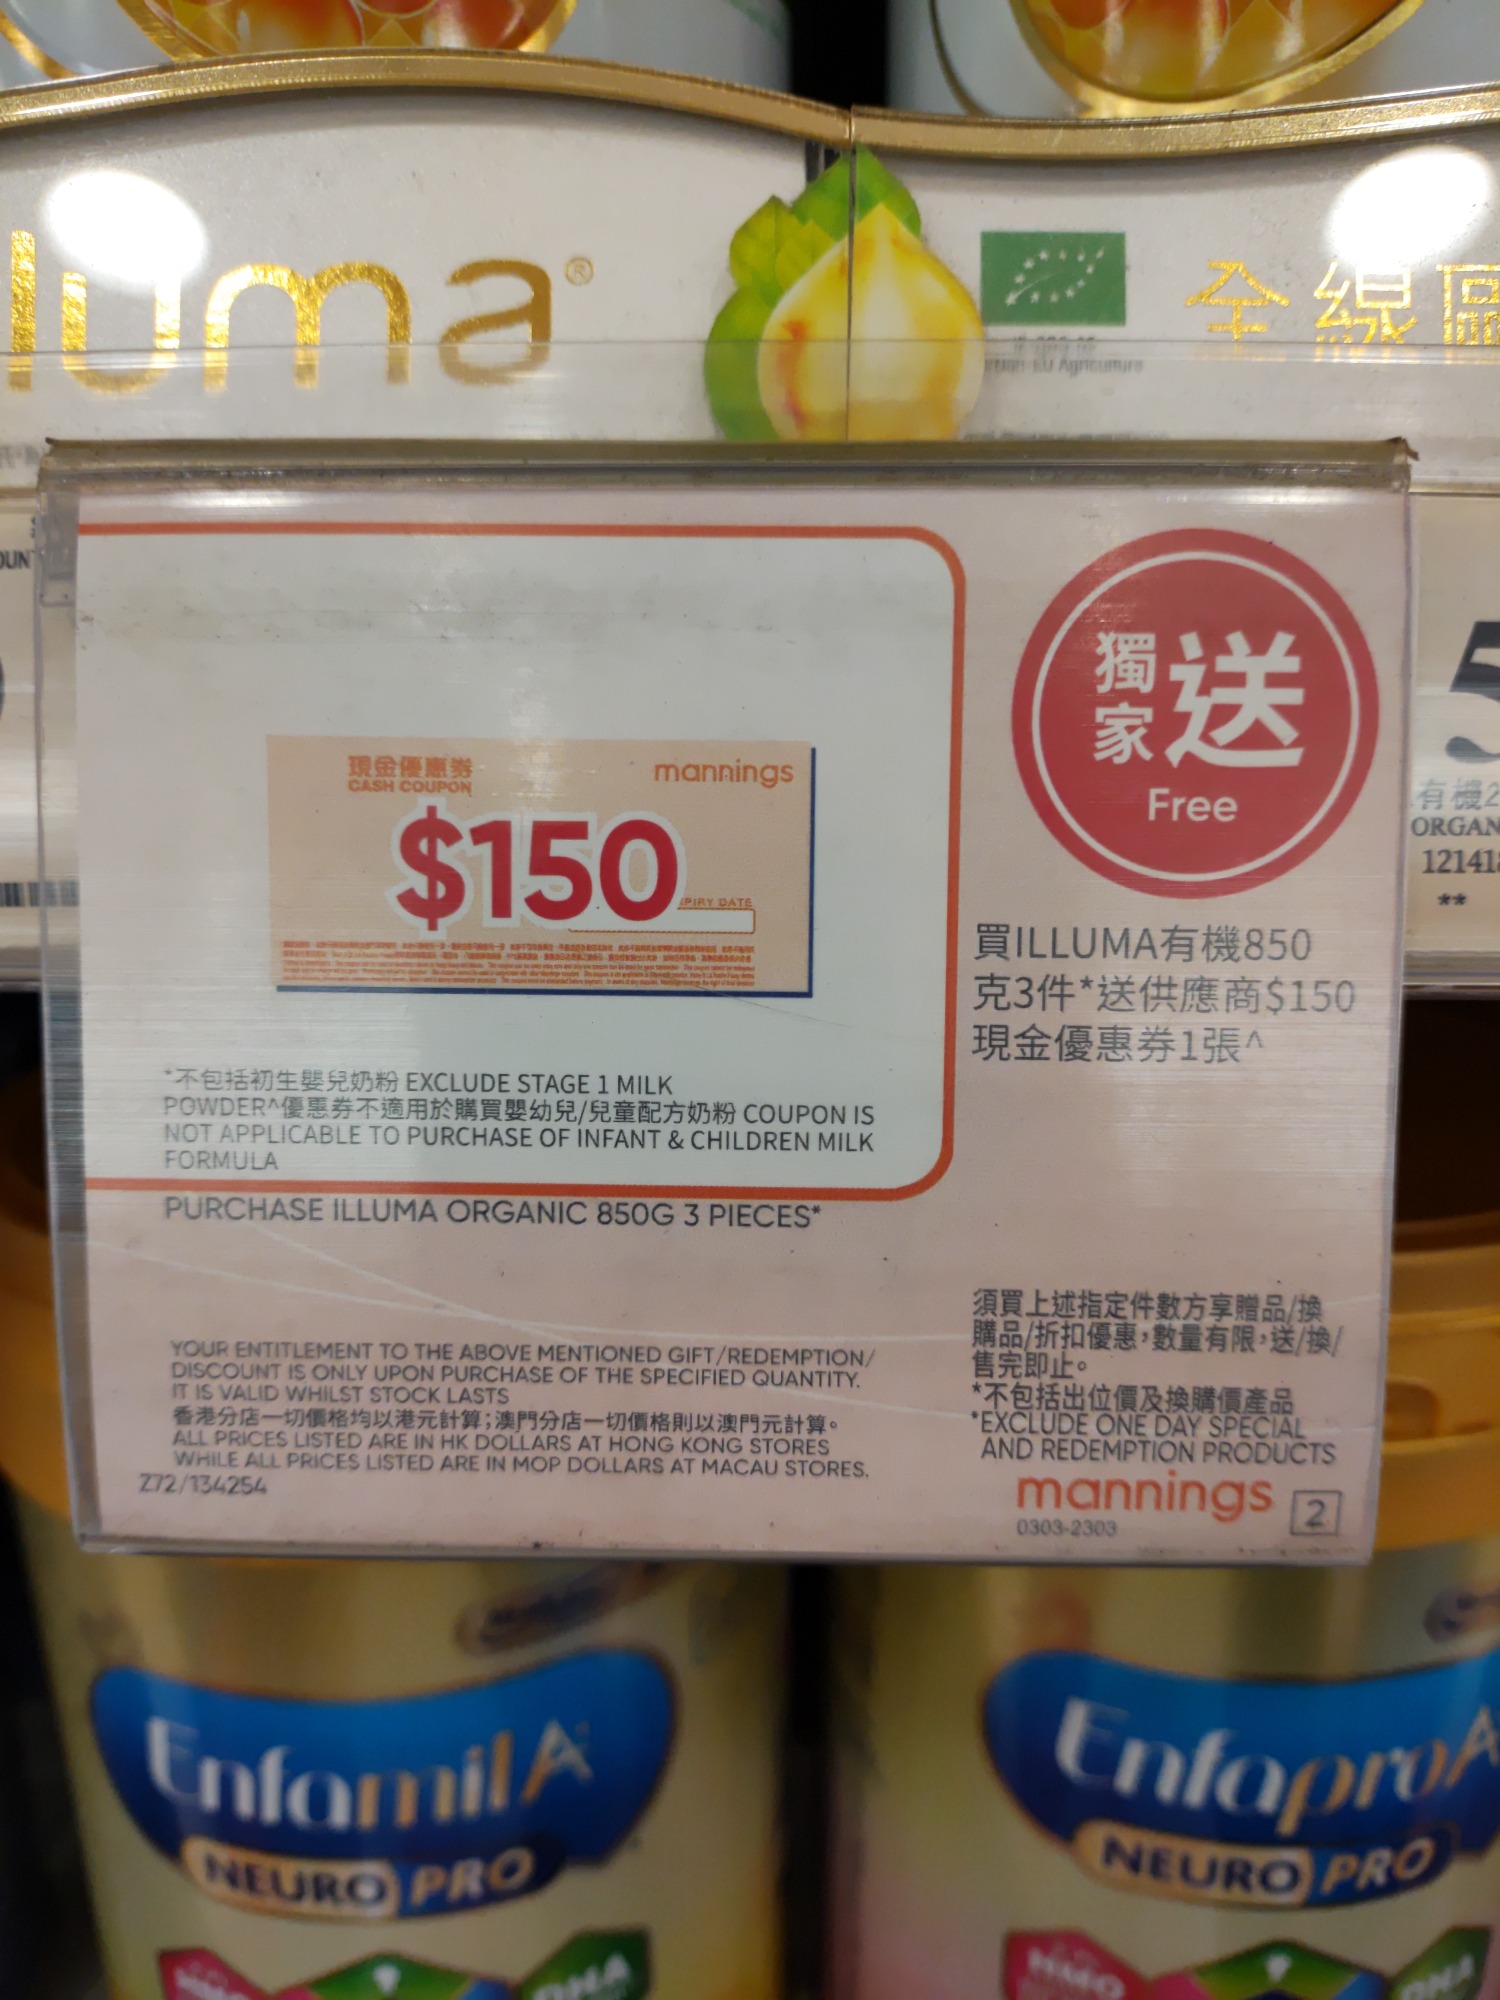 luma®
全線區
OUN
現金優惠券
CASH COUPON
mannings
$150
PIRY DATE
獨家送
Free
買ILLUMA有機850
克3件*送供應商$150
現金優惠券1張^
*不包括初生嬰兒奶粉 EXCLUDE STAGE 1 MILK
POWDER^優惠券不適用於購買嬰幼兒/兒童配方奶粉 COUPON IS
NOT APPLICABLE TO PURCHASE OF INFANT & CHILDREN MILK
FORMULA
PURCHASE ILLUMA ORGANIC 850G 3 PIECES*
YOUR ENTITLEMENT TO THE ABOVE MENTIONED GIFT/REDEMPTION/
DISCOUNT IS ONLY UPON PURCHASE OF THE SPECIFIED QUANTITY.
IT IS VALID WHILST STOCK LASTS
香港分店一切價格均以港元計算;澳門分店一切價格則以澳門元計算。
ALL PRICES LISTED ARE IN HK DOLLARS AT HONG KONG STORES
WHILE ALL PRICES LISTED ARE IN MOP DOLLARS AT MACAU STORES.
Z72/134254
須買上述指定件數方享贈品/換
購品/折扣優惠,數量有限,送/換/
售完即止。
*不包括出位價及換購價產品
*EXCLUDE ONE DAY SPECIAL
AND REDEMPTION PRODUCTS
mannings
0303-2303
2
5
有機2
ORGAN
12141
**
EnfamilA
NEURO PRO
HMO
DHA
EnfaproA
NEURO PRO
HMO
DHA